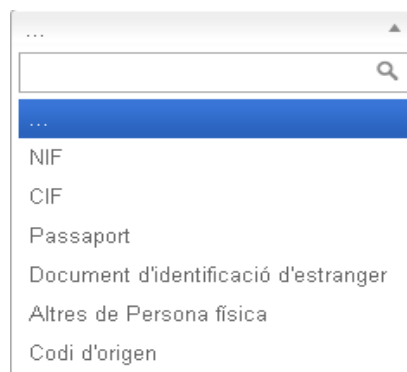 ...
...
NIF
CIF
Passaport
Document d'identificació d'estranger
Altres de Persona física
Codi d'origen